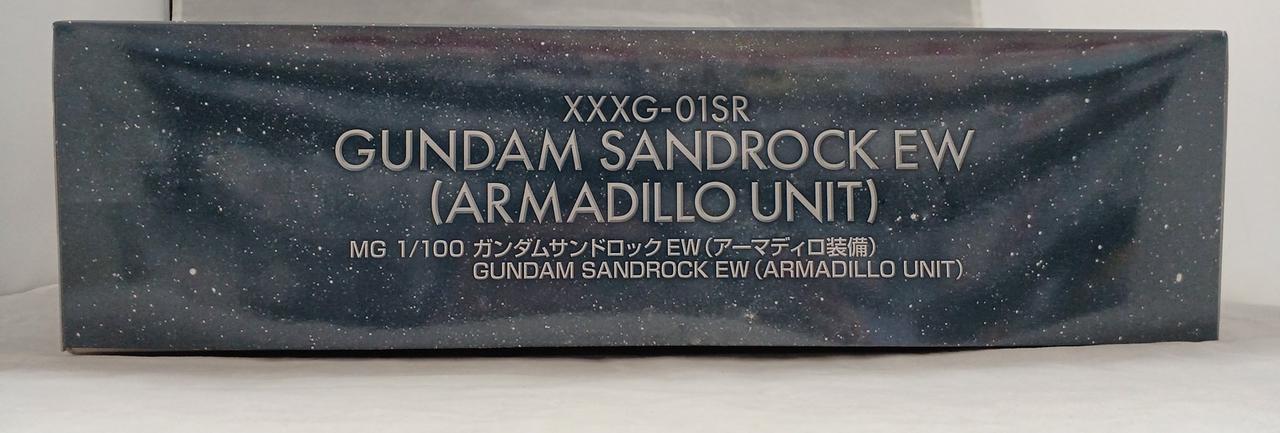 XXXG-01SR
GUNDAM SANDROCK EW
(ARMADILLO UNIT)
MG 1/100 ガンダムサンドロックEW(アーマディロ装備)
GUNDAM SANDROCK EW (ARMADILLO UNIT)